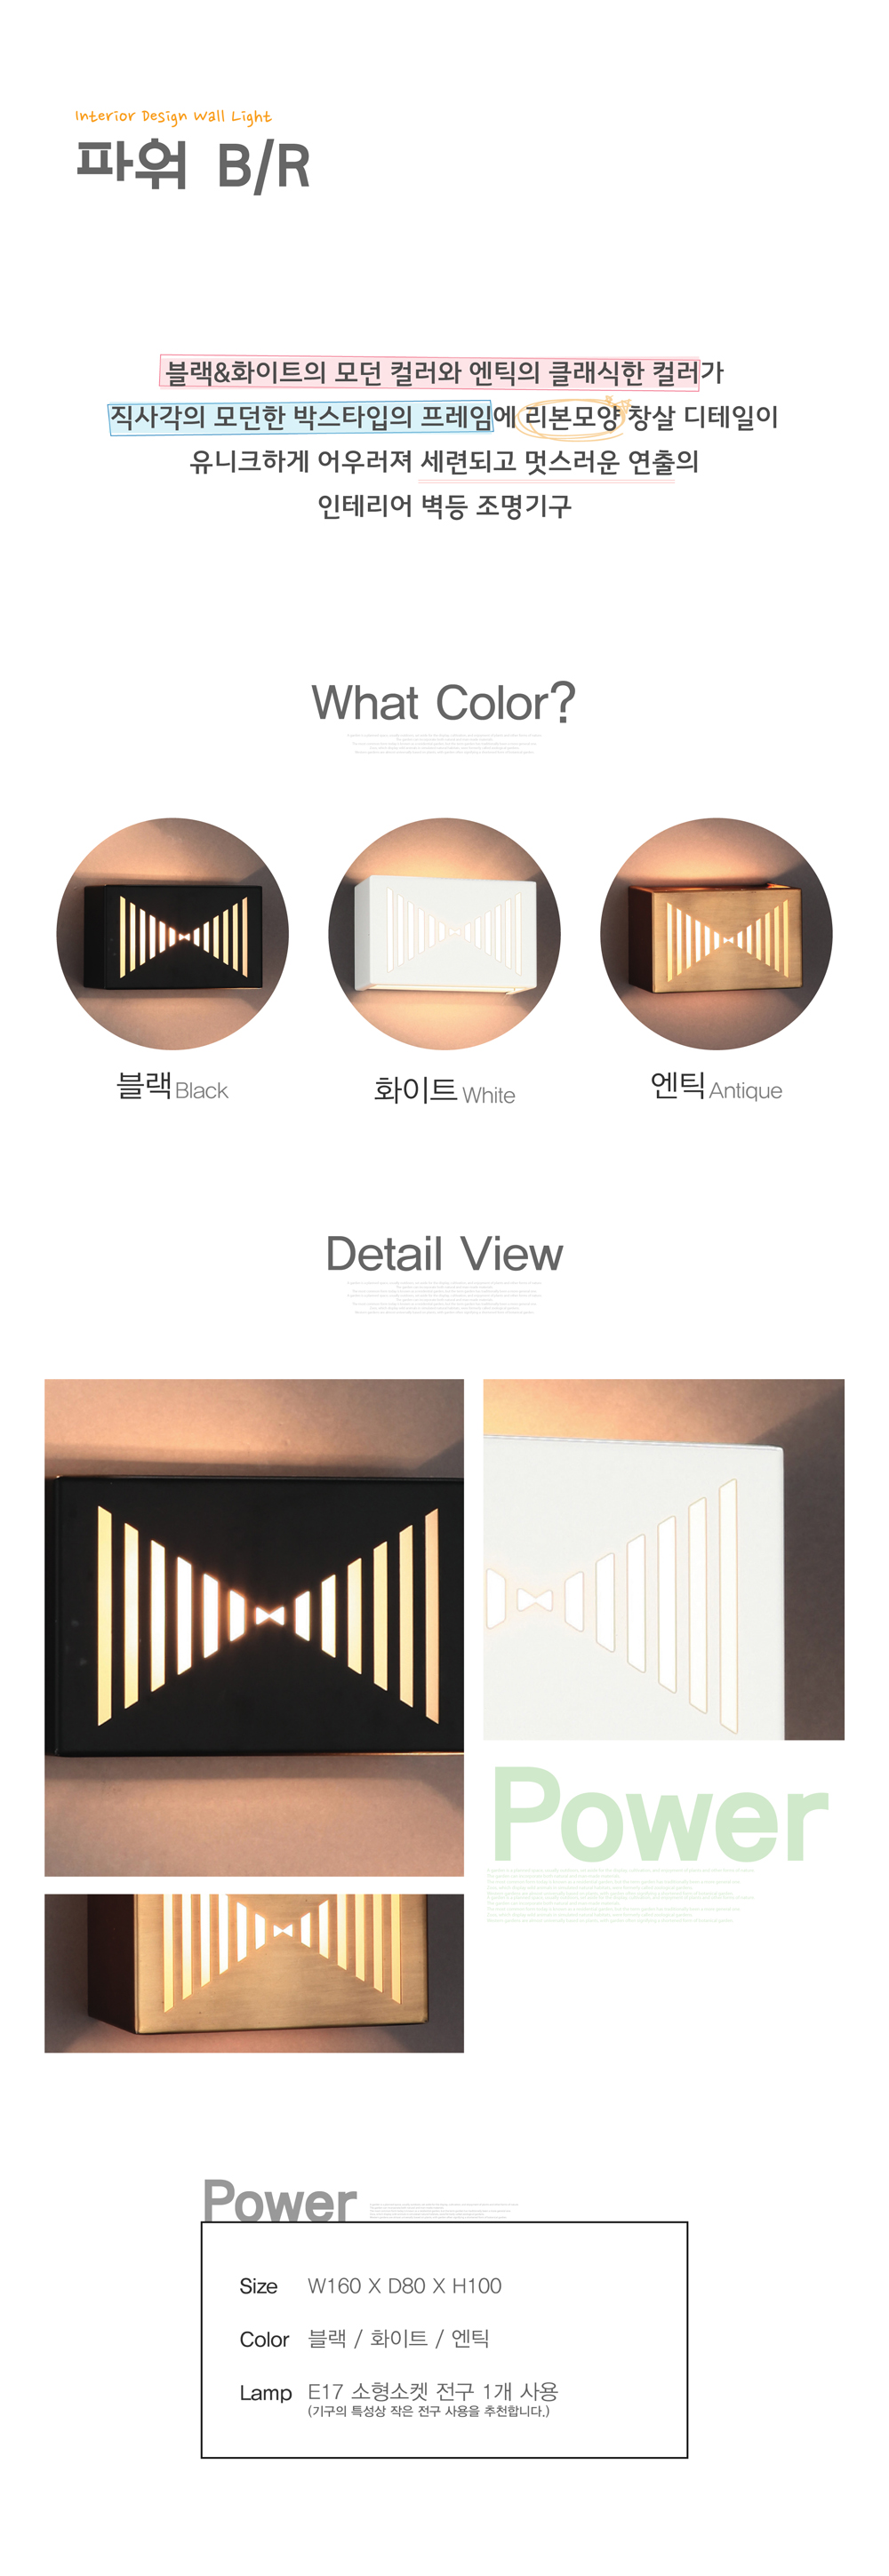 Interior Design Wall Light
파워 B/R
블랙&화이트의 모던 컬러와 엔틱의 클래식한 컬러가
직사각의 모던한 박스타입의 프레임에 리본모양 창살 디테일이
유니크하게 어우러져 세련되고 멋스러운 연출의
인테리어 벽등 조명기구
What Color?
블랙 Black
화이트 White
엔틱 Antique
Detail View
Power
Power
Size W160 X D80 X H100
Color 블랙 / 화이트 / 엔틱
Lamp E17 소형소켓 전구 1개 사용
(기구의 특성상 작은 전구 사용을 추천합니다.)